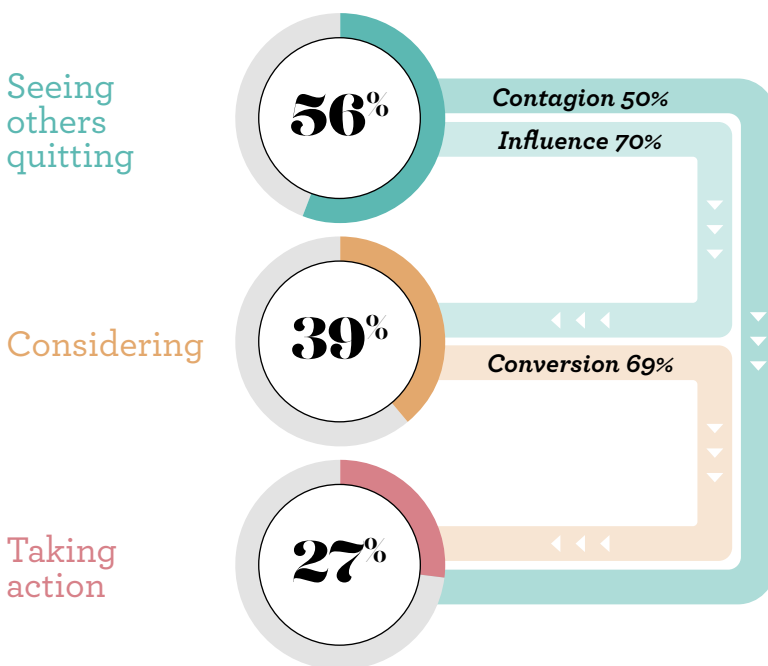 Seeing
others
quitting
56%
Contagion 50%
Influence 70%
Considering
39%
Conversion 69%
Taking
action
27%